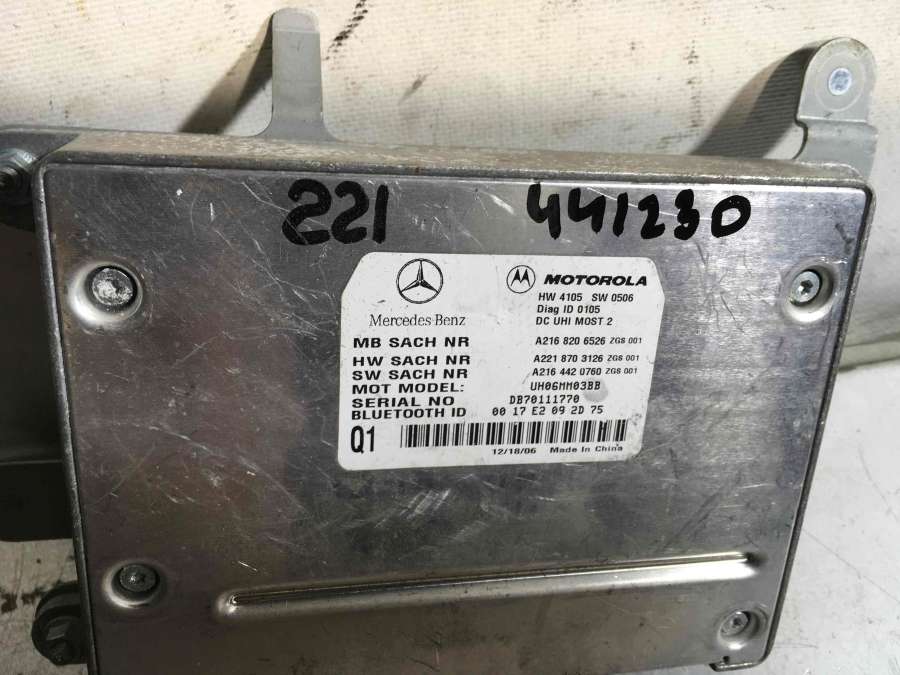 221 441230
Mercedes-Benz
MOTOROLA
HW 4105 SW 0506
Diag ID 0105
DC UHI MOST 2
MB SACH NR A216 820 6526 ZGS 001
HW SACH NR A221 870 3126 ZGS 001
SW SACH NR A216 442 0760 ZGS 001
MOT MODEL: UH06MM03BB
SERIAL NO DB70111770
BLUETOOTH ID 00 17 E2 09 2D 75
Q1
12/18/06 Made In China